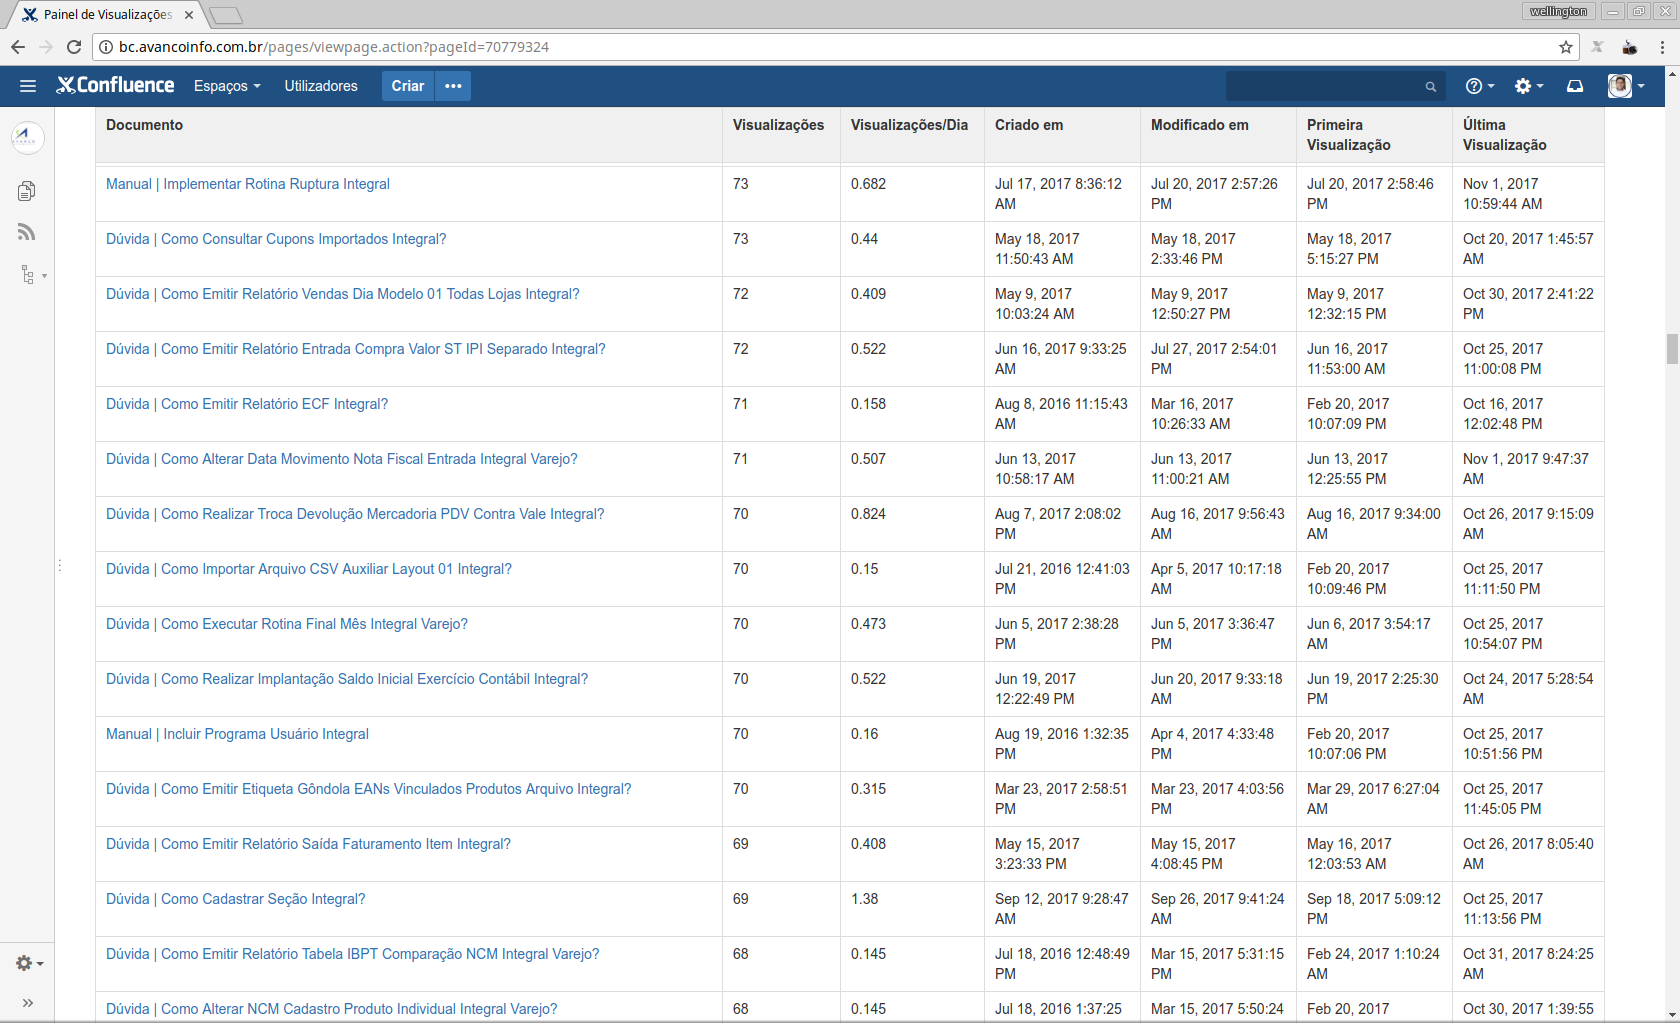 Painel de Visualizações
wellington
bc.avancoinfo.com.br/pages/viewpage.action?pageId=70779324
Confluence Espaços Utilizadores Criar •••
Documento Visualizações Visualizações/Dia Criado em Modificado em Primeira Visualização Última Visualização
Manual | Implementar Rotina Ruptura Integral 73 0.682 Jul 17, 2017 8:36:12 AM Jul 20, 2017 2:57:26 PM Jul 20, 2017 2:58:46 PM Nov 1, 2017 10:59:44 AM
Dúvida | Como Consultar Cupons Importados Integral? 73 0.44 May 18, 2017 11:50:43 AM May 18, 2017 2:33:46 PM May 18, 2017 5:15:27 PM Oct 20, 2017 1:45:57 AM
Dúvida | Como Emitir Relatório Vendas Dia Modelo 01 Todas Lojas Integral? 72 0.409 May 9, 2017 10:03:24 AM May 9, 2017 12:50:27 PM May 9, 2017 12:32:15 PM Oct 30, 2017 2:41:22 PM
Dúvida | Como Emitir Relatório Entrada Compra Valor ST IPI Separado Integral? 72 0.522 Jun 16, 2017 9:33:25 AM Jul 27, 2017 2:54:01 PM Jun 16, 2017 11:53:00 AM Oct 25, 2017 11:00:08 PM
Dúvida | Como Emitir Relatório ECF Integral? 71 0.158 Aug 8, 2016 11:15:43 AM Mar 16, 2017 10:26:33 AM Feb 20, 2017 10:07:09 PM Oct 16, 2017 12:02:48 PM
Dúvida | Como Alterar Data Movimento Nota Fiscal Entrada Integral Varejo? 71 0.507 Jun 13, 2017 10:58:17 AM Jun 13, 2017 11:00:21 AM Jun 13, 2017 12:25:55 PM Nov 1, 2017 9:47:37 AM
Dúvida | Como Realizar Troca Devolução Mercadoria PDV Contra Vale Integral? 70 0.824 Aug 7, 2017 2:08:02 PM Aug 16, 2017 9:56:43 AM Aug 16, 2017 9:34:00 AM Oct 26, 2017 9:15:09 AM
Dúvida | Como Importar Arquivo CSV Auxiliar Layout 01 Integral? 70 0.15 Jul 21, 2016 12:41:03 PM Apr 5, 2017 10:17:18 AM Feb 20, 2017 10:09:46 PM Oct 25, 2017 11:11:50 PM
Dúvida | Como Executar Rotina Final Mês Integral Varejo? 70 0.473 Jun 5, 2017 2:38:28 PM Jun 5, 2017 3:36:47 PM Jun 6, 2017 3:54:17 AM Oct 25, 2017 10:54:07 PM
Dúvida | Como Realizar Implantação Saldo Inicial Exercício Contábil Integral? 70 0.522 Jun 19, 2017 12:22:49 PM Jun 20, 2017 9:33:18 AM Jun 19, 2017 2:25:30 PM Oct 24, 2017 5:28:54 AM
Manual | Incluir Programa Usuário Integral 70 0.16 Aug 19, 2016 1:32:35 PM Apr 4, 2017 4:33:48 PM Feb 20, 2017 10:07:06 PM Oct 25, 2017 10:51:56 PM
Dúvida | Como Emitir Etiqueta Gôndola EANs Vinculados Produtos Arquivo Integral? 70 0.315 Mar 23, 2017 2:58:51 PM Mar 23, 2017 4:03:56 PM Mar 29, 2017 6:27:04 AM Oct 25, 2017 11:45:05 PM
Dúvida | Como Emitir Relatório Saída Faturamento Item Integral? 69 0.408 May 15, 2017 3:23:33 PM May 15, 2017 4:08:45 PM May 16, 2017 12:03:53 AM Oct 26, 2017 8:05:40 AM
Dúvida | Como Cadastrar Seção Integral? 69 1.38 Sep 12, 2017 9:28:47 AM Sep 26, 2017 9:41:24 AM Sep 18, 2017 5:09:12 PM Oct 25, 2017 11:13:56 PM
Dúvida | Como Emitir Relatório Tabela IBPT Comparação NCM Integral Varejo? 68 0.145 Jul 18, 2016 12:48:49 PM Mar 15, 2017 5:31:15 PM Feb 24, 2017 1:10:24 AM Oct 31, 2017 8:24:25 AM
Dúvida | Como Alterar NCM Cadastro Produto Individual Integral Varejo? 68 0.145 Jul 18, 2016 1:37:25 Mar 15, 2017 5:50:24 Feb 20, 2017 Oct 30, 2017 1:39:55